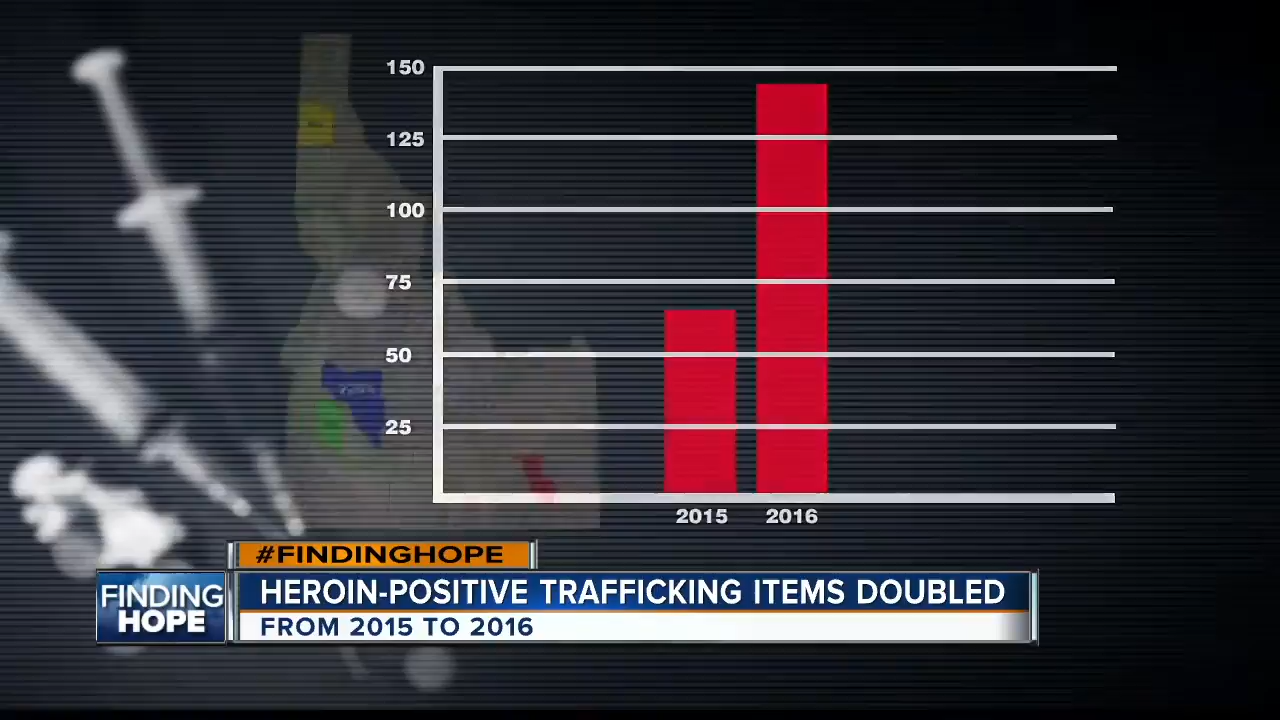 150
125
100
75
50
25
2015 2016
#FINDINGHOPE
FINDING
HOPE
HEROIN-POSITIVE TRAFFICKING ITEMS DOUBLED
FROM 2015 TO 2016